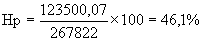 Нр = 123500,07/267822 × 100 = 46,1%